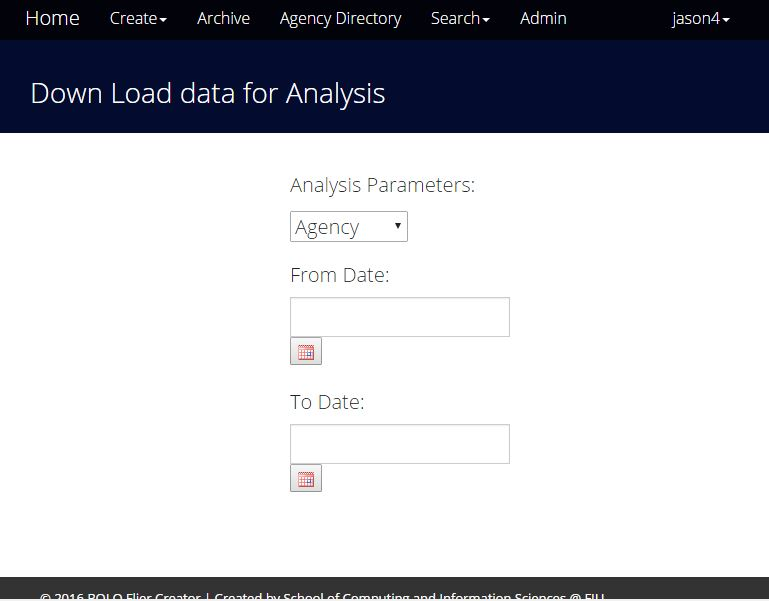 Home Create Archive Agency Directory Search Admin jason4
Down Load data for Analysis
Analysis Parameters:
Agency
From Date:
To Date:
© 2016 BOLO Flier Creator | Created by School of Computing and Information Sciences @ FIU